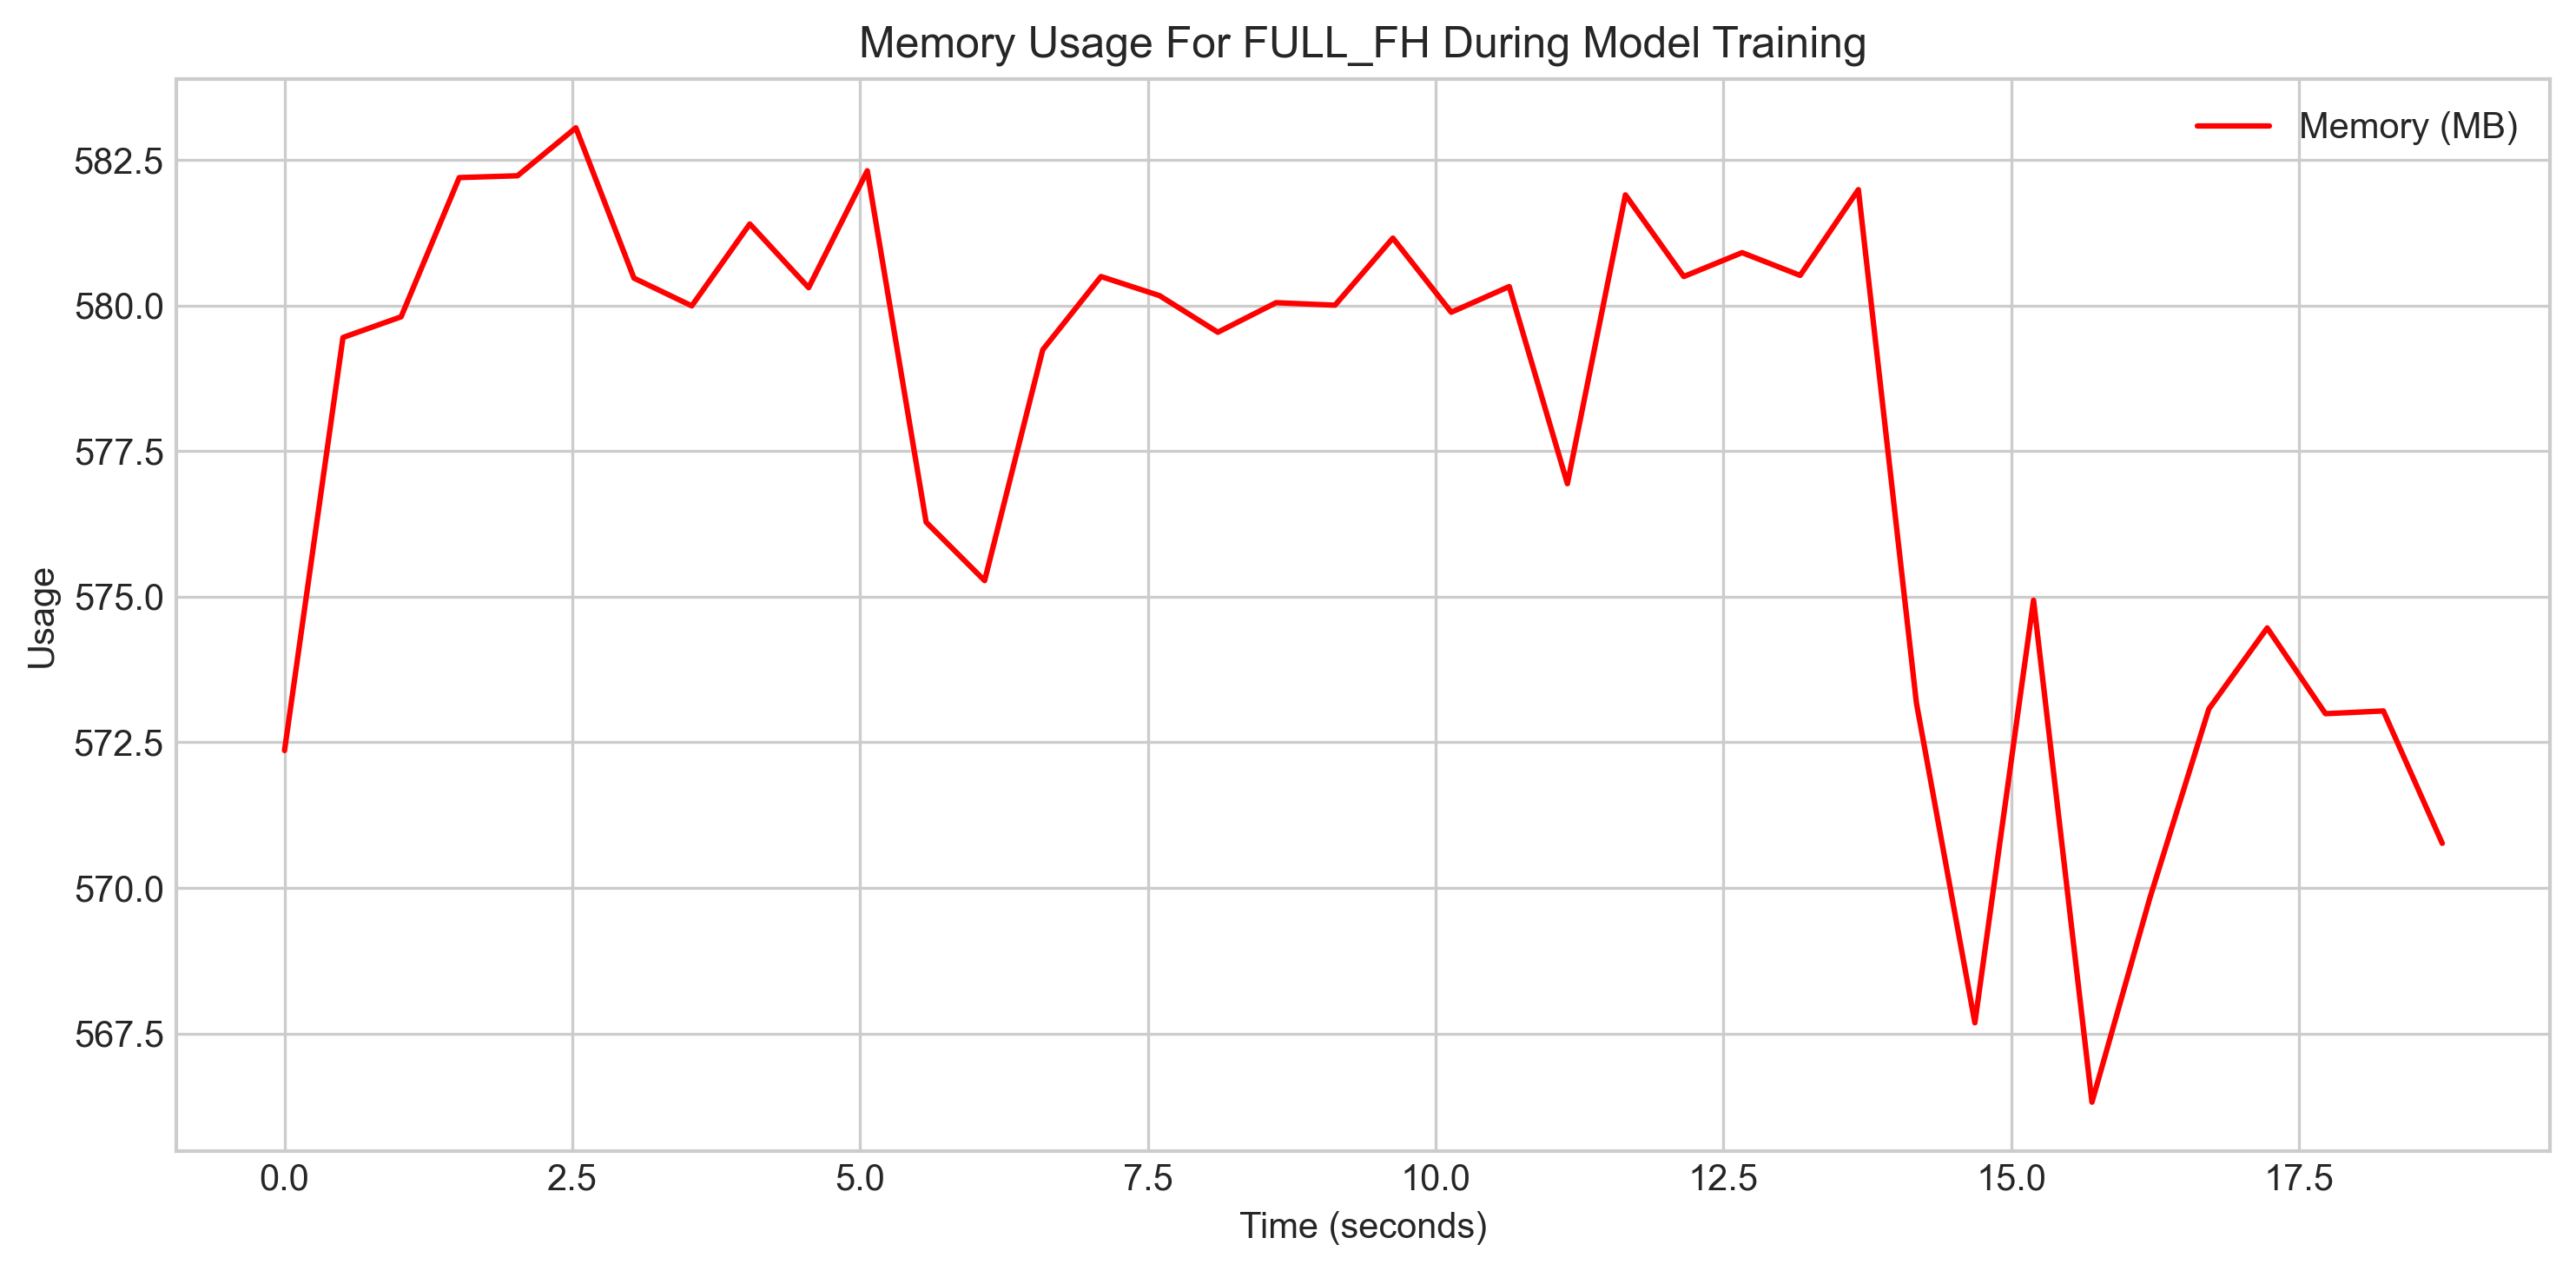 Memory Usage For FULL_FH During Model Training
Memory (MB)
582.5
580.0
577.5
575.0
572.5
570.0
567.5
Usage
0.0 2.5 5.0 7.5 10.0 12.5 15.0 17.5
Time (seconds)